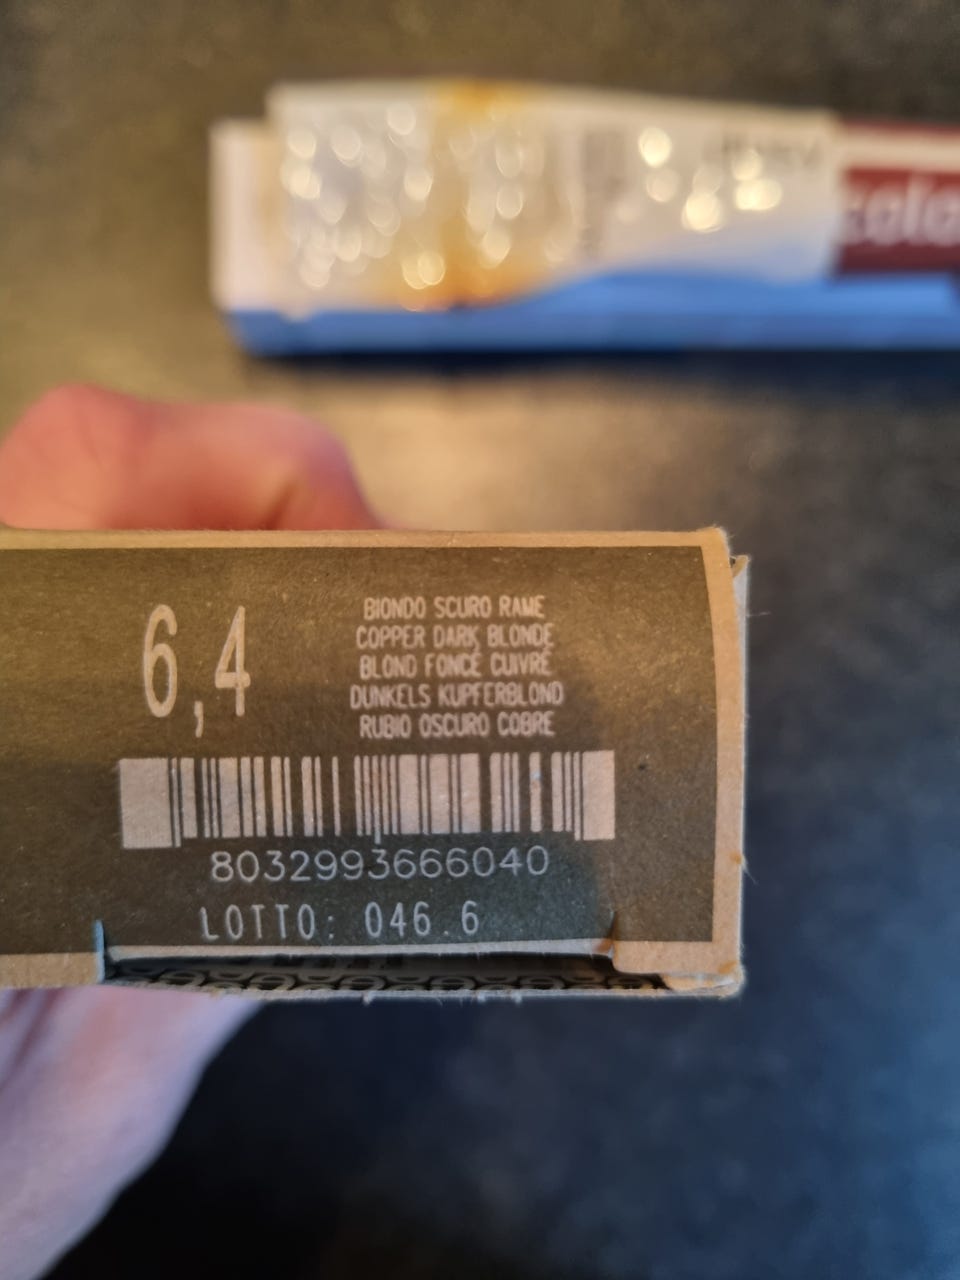 colo
6,4
BIONDO SCURO RAME
COPPER DARK BLONDE
BLOND FONCÉ CUIVRÉ
DUNKELS KUPFERBLOND
RUBIO OSCURO COBRE
8032993666040
LOTTO: 046.6